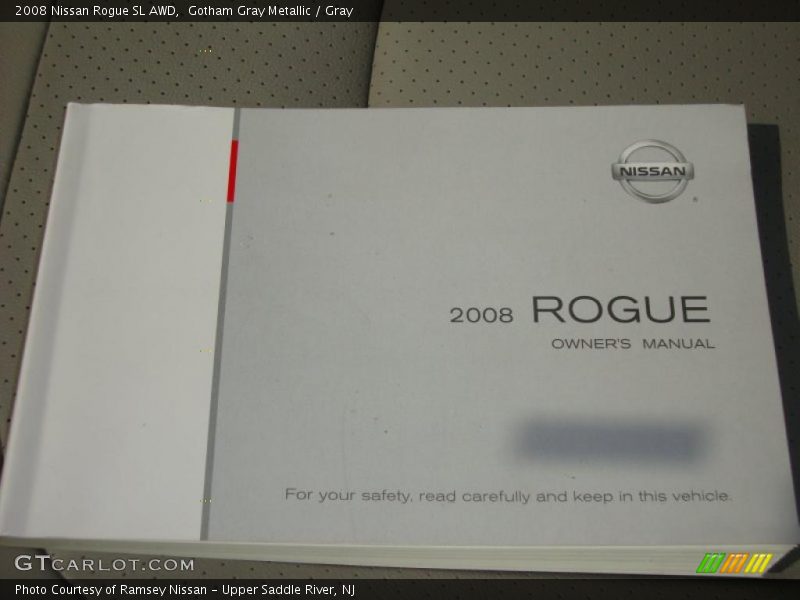 2008 Nissan Rogue SL AWD,  Gotham Gray Metallic / Gray
NISSAN
2008 ROGUE
OWNER'S MANUAL
For your safety, read carefully and keep in this vehicle.
GTCARLOT.COM
Photo Courtesy of Ramsey Nissan – Upper Saddle River, NJ